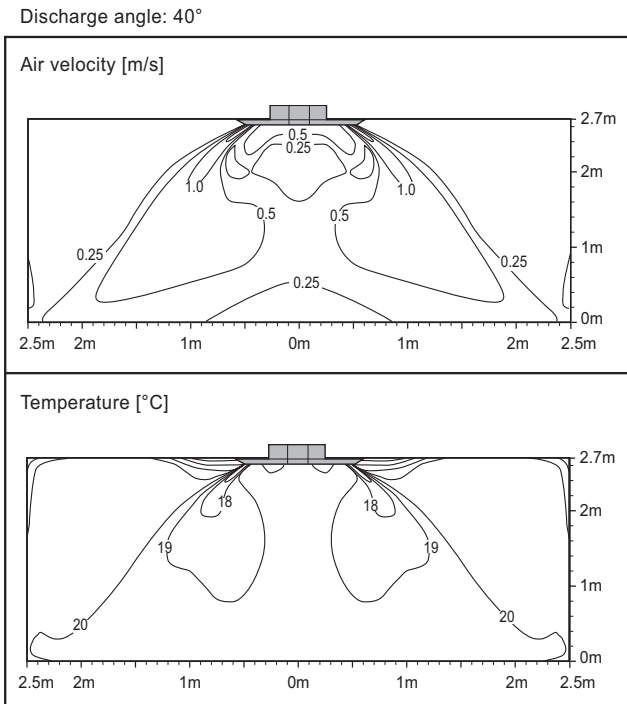 Discharge angle: 40°
Air velocity [m/s]
2.7m
0.5
0.25
2m
1.0 1.0
0.5 0.5
1m
0.25 0.25
0.25
0m
2.5m 2m 1m 0m 1m 2m 2.5m
Temperature [°C]
2.7m
18 18
2m
19 19
1m
20 20
0m
2.5m 2m 1m 0m 1m 2m 2.5m